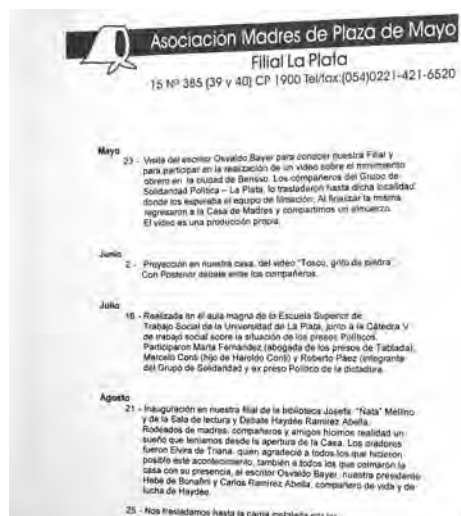 Asociación Madres de Plaza de Mayo
Filial La Plata
15 Nº 385 (39 y 40) CP 1900 Tel/fax:(054)0221-421-6520
Mayo
23 - Visita del escritor Osvaldo Bayer para conocer nuestra Filial y
para participar en la realización de un video sobre el movimiento
obrero en la ciudad de Berisso. Los compañeros del Grupo de
Solidaridad Política – La Plata, lo trasladaron hasta dicha localidad
donde los esperaba el equipo de filmación. Al finalizar la misma
regresaron a la Casa de Madres y compartimos un almuerzo.
El video es una producción propia.
Junio
2 - Proyección en nuestra casa, del video "Tosco, grito de piedra".
Con Posterior debate entre los compañeros.
Julio
16 - Realizada en el aula magna de la Escuela Superior de
Trabajo Social de la Universidad de La Plata, junto a la Cátedra V
de trabajo social sobre la situación de los presos Políticos.
Participaron Marta Fernández (abogada de los presos de Tablada),
Marcelo Conti (hijo de Haroldo Conti) y Roberto Páez (integrante
del Grupo de Solidaridad y ex preso Político de la dictadura.
Agosto
21 - Inauguración en nuestra filial de la biblioteca Josefa "Ñata" Mellino
y de la Sala de lectura y Debate Haydée Ramírez Abella.
Rodeados de madres, compañeros y amigos hicimos realidad un
sueño que teníamos desde la apertura de la Casa. Los oradores
fueron Elvira de Triana, quien agradeció a todos los que hicieron
posible este acontecimiento, también a todos los que colmaron la
casa con su presencia, el escritor Osvaldo Bayer, nuestra presidente
Hebe de Bonafini y Carlos Ramírez Abella, compañero de vida y de
lucha de Haydée.
25 - Nos trasladamos hasta la carpa instalada por los